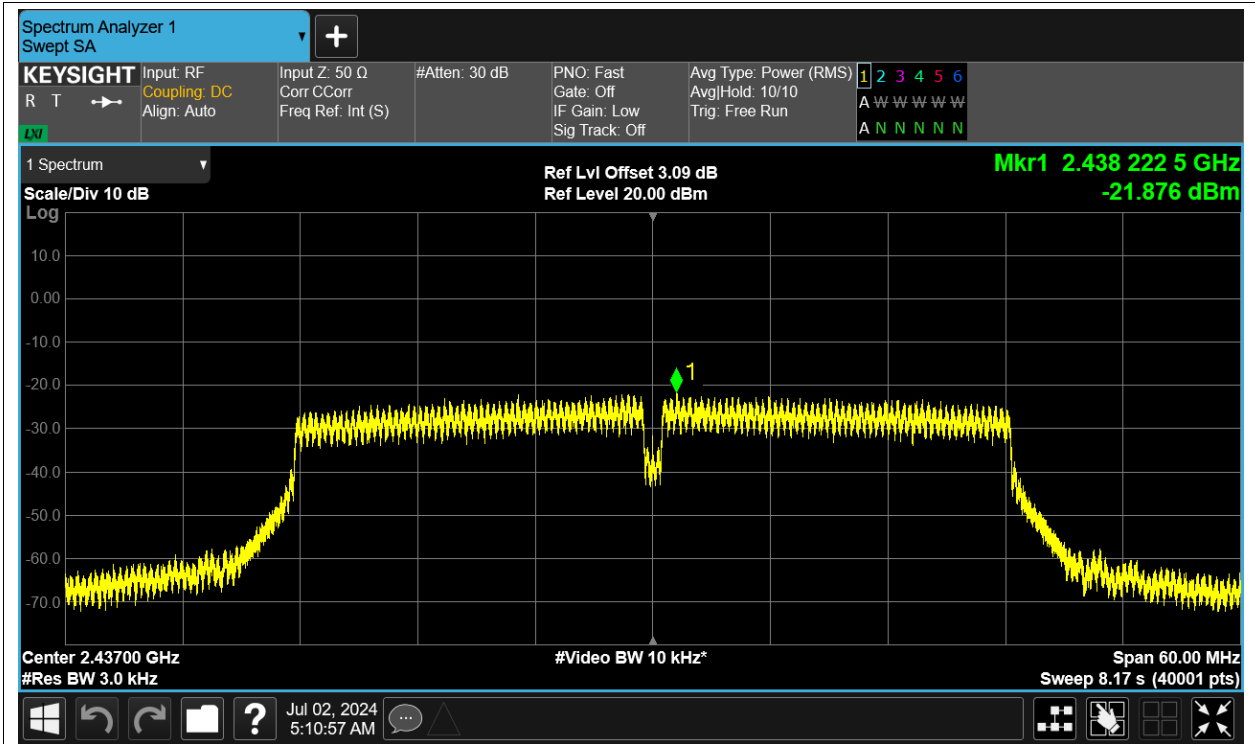 Spectrum Analyzer 1
Swept SA
KEYSIGHT
R T
LXI
Input: RF
Coupling: DC
Align: Auto
Input Z: 50 Ω
Corr CCorr
Freq Ref: Int (S)
#Atten: 30 dB
PNO: Fast
Gate: Off
IF Gain: Low
Sig Track: Off
Avg Type: Power (RMS)
Avg|Hold: 10/10
Trig: Free Run
1 2 3 4 5 6
A W W W W W
A N N N N N
1 Spectrum
Scale/Div 10 dB
Log
Ref Lvl Offset 3.09 dB
Ref Level 20.00 dBm
Mkr1 2.438 222 5 GHz
-21.876 dBm
10.0
0.00
-10.0
-20.0
-30.0
-40.0
-50.0
-60.0
-70.0
1
Center 2.43700 GHz
#Res BW 3.0 kHz
#Video BW 10 kHz*
Span 60.00 MHz
Sweep 8.17 s (40001 pts)
?
Jul 02, 2024
5:10:57 AM